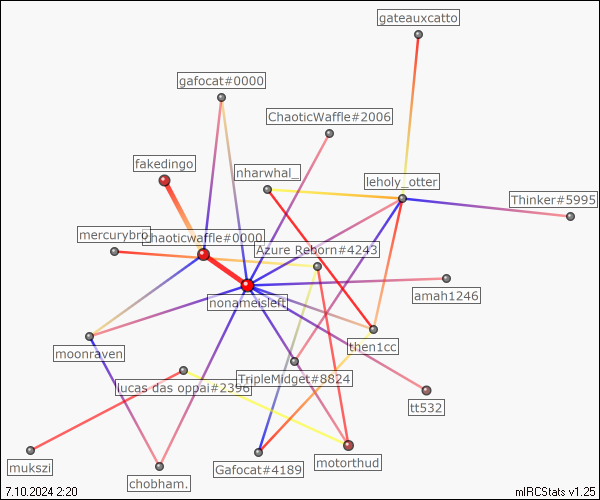 gateauxcatto
gafocat#0000
ChaoticWaffle#2006
fakedingo
nharwhal_
leholy_otter
Thinker#5995
mercurybro
Chaoticwaffle#0000
Azure Reborn#4243
nonameisleft
amah1246
moonraven
then1cc
lucas das oppai#2396
TripleMidget#8824
tt532
mukszi
chobham.
Gafocat#4189
motorthud
7.10.2024 2:20
mIRCStats v1.25